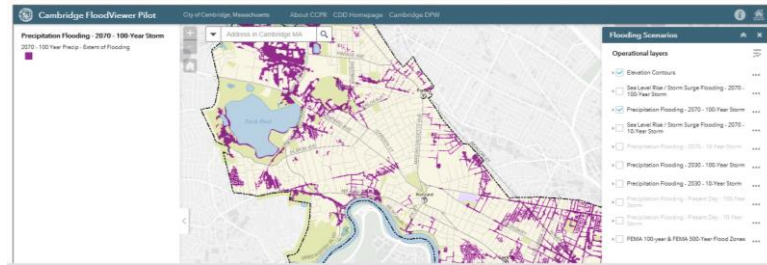 Cambridge FloodViewer Pilot
City of Cambridge, Massachusetts
About CCPR CDD Homepage Cambridge DPW
Precipitation Flooding - 2070 - 100-Year Storm
2070 - 100 Year Precip - Extent of Flooding
Address in Cambridge MA
Fresh Pond
Harvard
Flooding Scenarios
Operational layers
Elevation Contours
Sea Level Rise / Storm Surge Flooding - 2070 -
100-Year Storm
Precipitation Flooding - 2070 - 100-Year Storm
Sea Level Rise / Storm Surge Flooding - 2070 -
10-Year Storm
Precipitation Flooding - 2070 - 10-Year Storm
Precipitation Flooding - 2030 - 100-Year Storm
Precipitation Flooding - 2030 - 10-Year Storm
Precipitation Flooding - Present Day - 100-Year
Storm
Precipitation Flooding - Present Day - 10-Year
Storm
FEMA 100-year & FEMA 500-Year Flood Zones